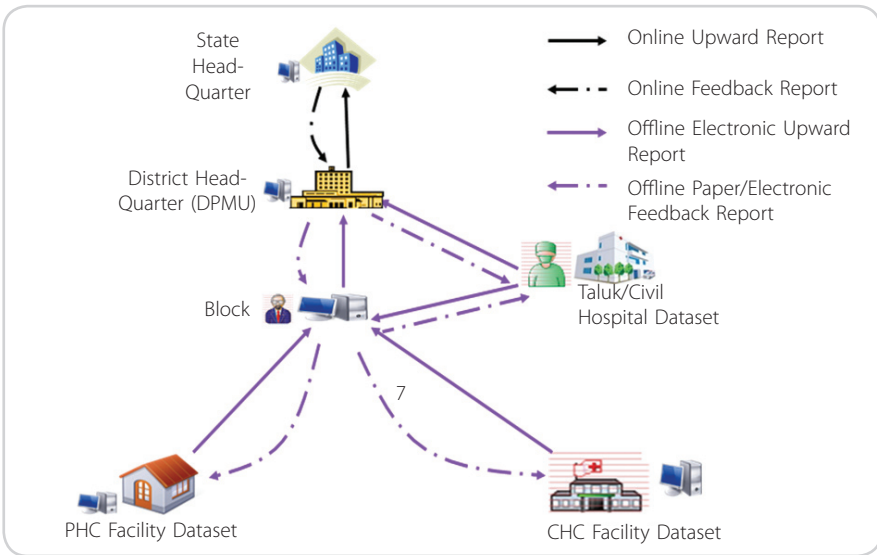 State
Head-
Quarter
Online Upward Report
Online Feedback Report
Offline Electronic Upward
Report
Offline Paper/Electronic
Feedback Report
District Head-
Quarter (DPMU)
Block
Taluk/Civil
Hospital Dataset
7
PHC Facility Dataset
CHC Facility Dataset